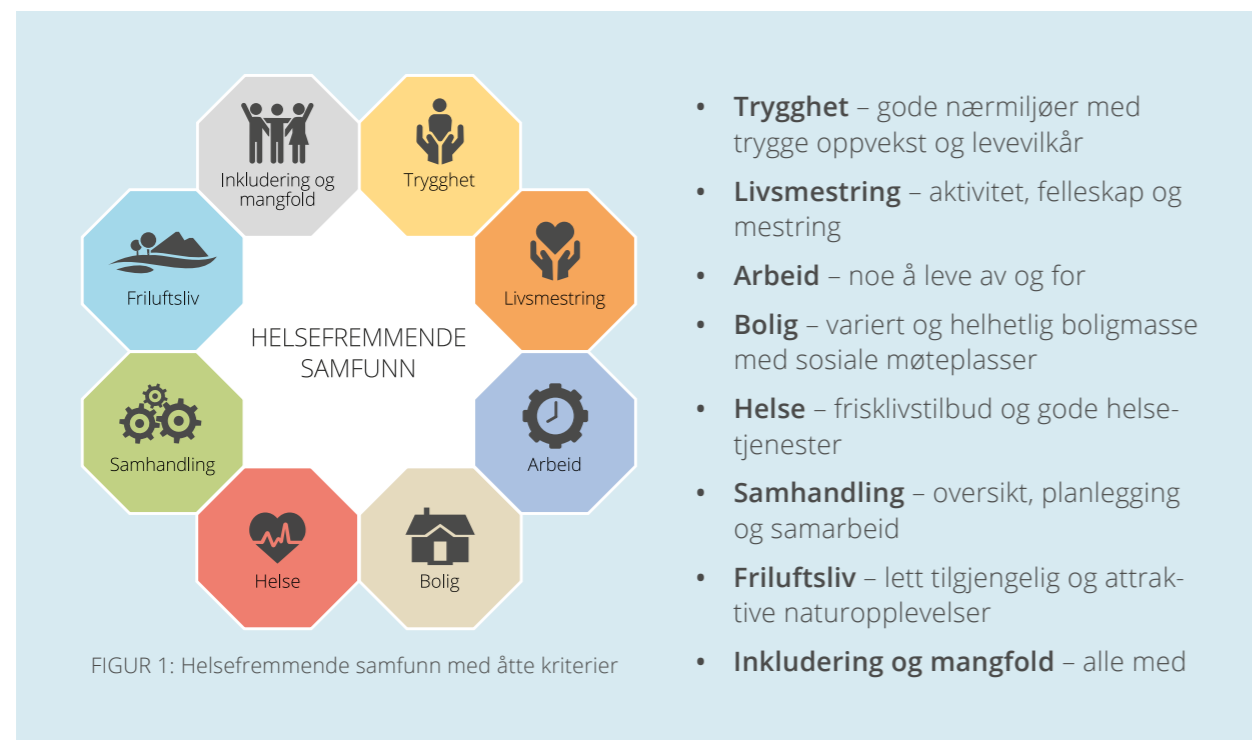 Inkludering og
mangfold
Trygghet
Friluftsliv
Livsmestring
HELSEFREMMENDE
SAMFUNN
Samhandling
Arbeid
Helse
Bolig
FIGUR 1: Helsefremmende samfunn med åtte kriterier
• Trygghet – gode nærmiljøer med
trygge oppvekst og levevilkår
• Livsmestring – aktivitet, felleskap og
mestring
• Arbeid – noe å leve av og for
• Bolig – variert og helhetlig boligmasse
med sosiale møteplasser
• Helse – frisklivstilbud og gode helse-
tjenester
• Samhandling – oversikt, planlegging
og samarbeid
• Friluftsliv – lett tilgjengelig og attrak-
tive naturopplevelser
• Inkludering og mangfold – alle med